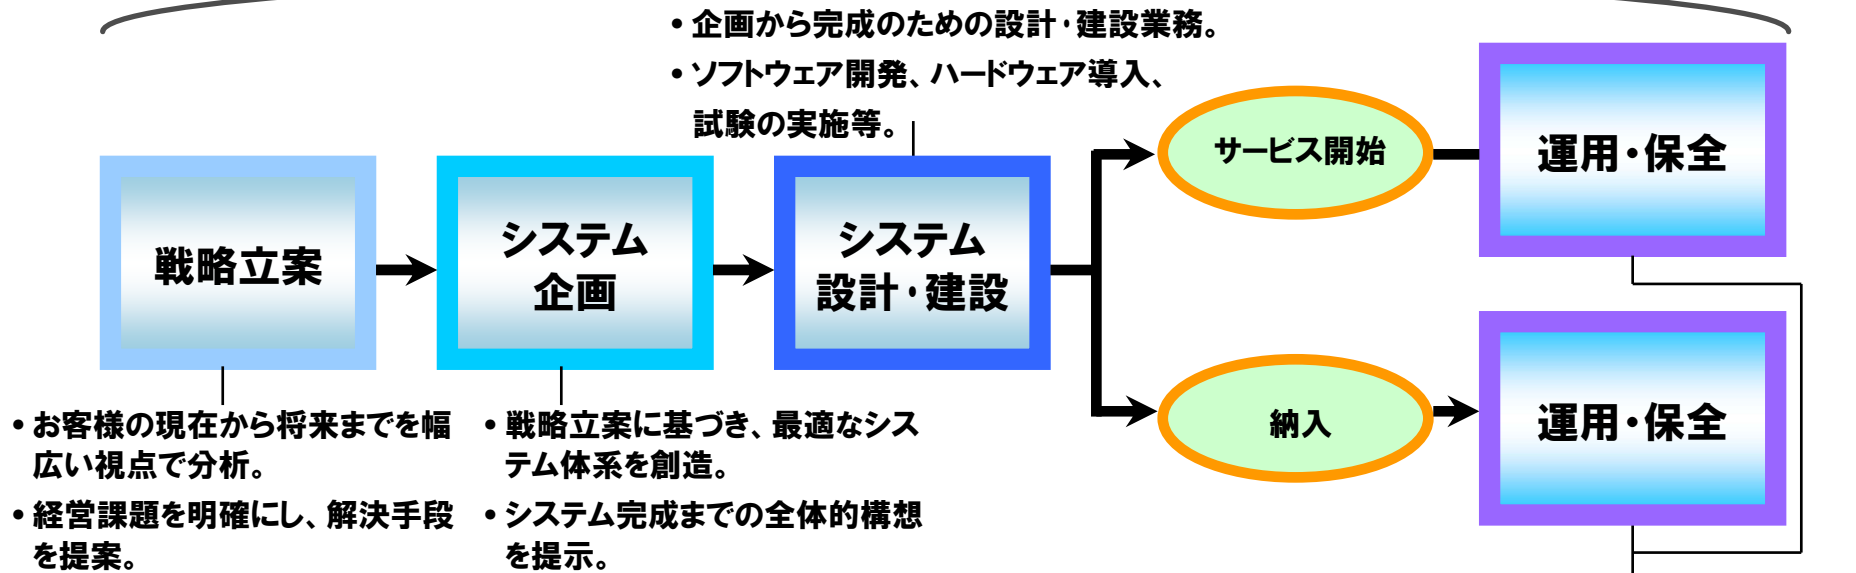 ・企画から完成のための設計・建設業務。
・ソフトウェア開発、ハードウェア導入、
試験の実施等。
戦略立案
システム
企画
システム
設計・建設
サービス開始
運用・保全
納入
運用・保全
・お客様の現在から将来までを幅
広い視点で分析。
・経営課題を明確にし、解決手段
を提案。
・戦略立案に基づき、最適なシス
テム体系を創造。
・システム完成までの全体的構想
を提示。